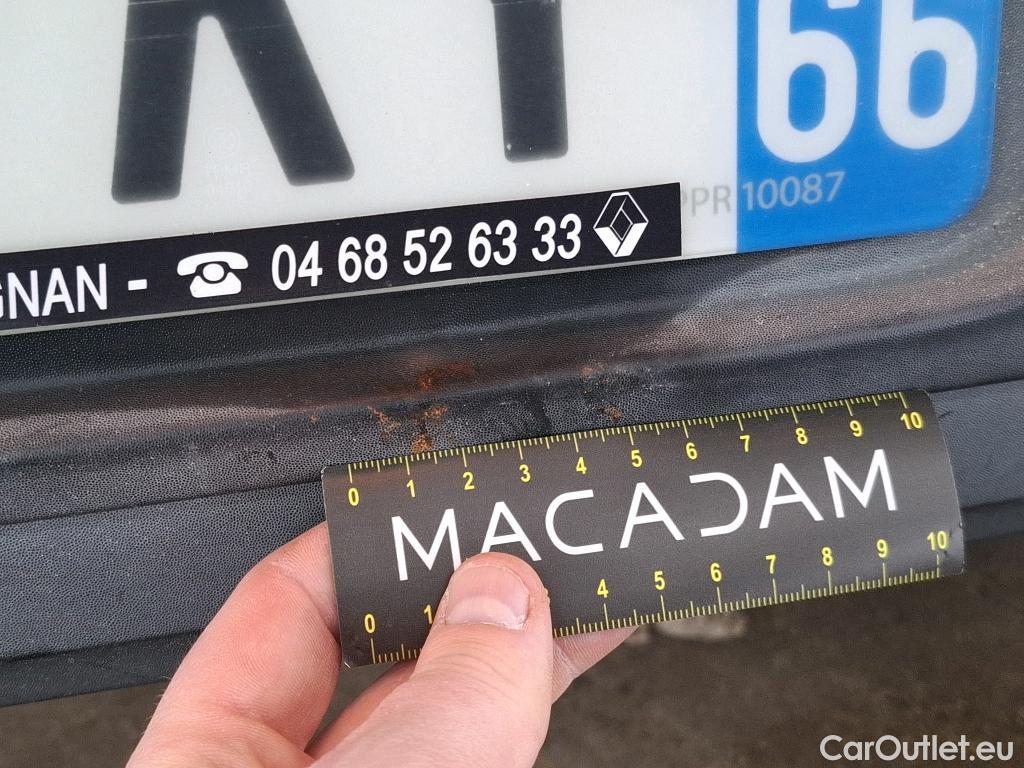 66
PPR 10087
GNAN - ☎ 04 68 52 63 33
0 1 2 3 4 5 6 7 8 9 10
MACADAM
0 1 4 5 6 7 8 9 10
CarOutlet.eu